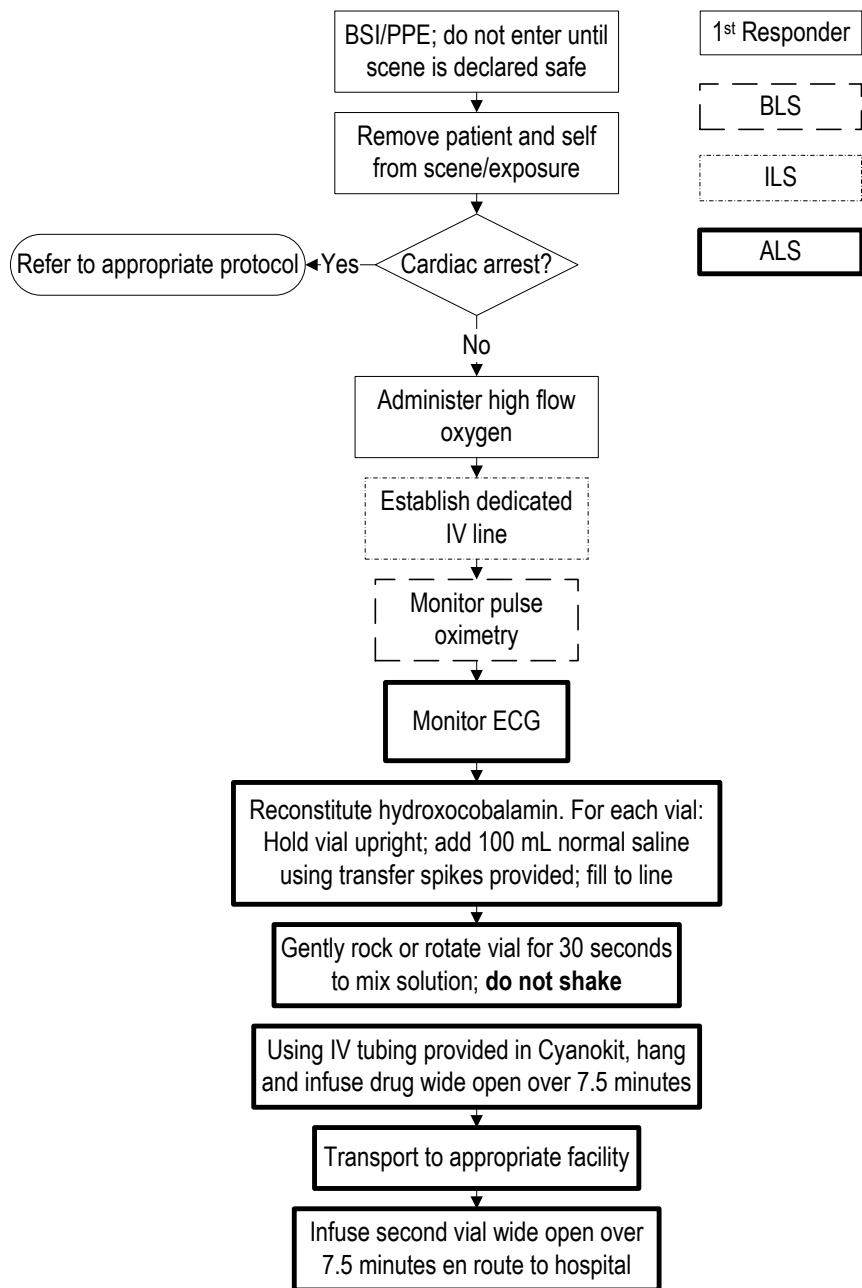 BSI/PPE; do not enter until
scene is declared safe
1st Responder
BLS
Remove patient and self
from scene/exposure
ILS
ALS
Refer to appropriate protocol
Yes
Cardiac arrest?
No
Administer high flow
oxygen
Establish dedicated
IV line
Monitor pulse
oximetry
Monitor ECG
Reconstitute hydroxocobalamin. For each vial:
Hold vial upright; add 100 mL normal saline
using transfer spikes provided; fill to line
Gently rock or rotate vial for 30 seconds
to mix solution; do not shake
Using IV tubing provided in Cyanokit, hang
and infuse drug wide open over 7.5 minutes
Transport to appropriate facility
Infuse second vial wide open over
7.5 minutes en route to hospital